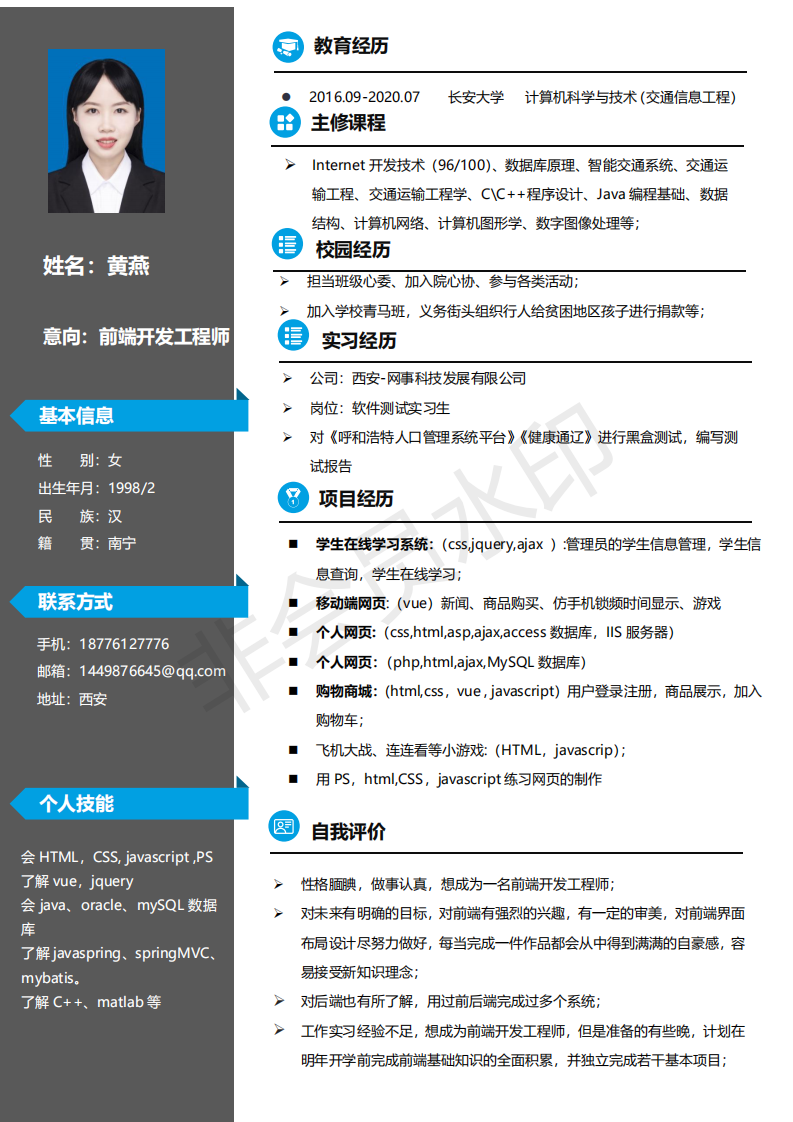 姓名：黄燕
意向：前端开发工程师
基本信息
性 别：女
出生年月：1998/2
民 族：汉
籍 贯：南宁
联系方式
手机：18776127776
邮箱：1449876645@qq.com
地址：西安
个人技能
会 HTML，CSS, javascript ,PS
了解 vue，jquery
会 java、oracle、mySQL 数据
库
了解 javaspring、springMVC、
mybatis。
了解 C++、matlab 等
教育经历
2016.09-2020.07 长安大学 计算机科学与技术 (交通信息工程)
主修课程
Internet 开发技术（96/100）、数据库原理、智能交通系统、交通运
输工程、交通运输工程学、C\C++程序设计、Java 编程基础、数据
结构、计算机网络、计算机图形学、数字图像处理等；
校园经历
担当班级心委、加入院心协、参与各类活动；
加入学校青马班，义务街头组织行人给贫困地区孩子进行捐款等；
实习经历
公司：西安-网事科技发展有限公司
岗位：软件测试实习生
对《呼和浩特人口管理系统平台》《健康通辽》进行黑盒测试，编写测
试报告
项目经历
学生在线学习系统：（css,jquery,ajax ）:管理员的学生信息管理，学生信
息查询，学生在线学习；
移动端网页:（vue）新闻、商品购买、仿手机锁频时间显示、游戏
个人网页:（css,html,asp,ajax,access 数据库，IIS 服务器）
个人网页：（php,html,ajax,MySQL 数据库）
购物商城：(html,css，vue , javascript）用户登录注册，商品展示，加入
购物车；
飞机大战、连连看等小游戏:（HTML，javascrip）；
用 PS，html,CSS，javascript 练习网页的制作
自我评价
性格腼腆，做事认真，想成为一名前端开发工程师；
对未来有明确的目标，对前端有强烈的兴趣，有一定的审美，对前端界面
布局设计尽努力做好，每当完成一件作品都会从中得到满满的自豪感，容
易接受新知识理念；
对后端也有所了解，用过前后端完成过多个系统；
工作实习经验不足，想成为前端开发工程师，但是准备的有些晚，计划在
明年开学前完成前端基础知识的全面积累，并独立完成若干基本项目；
非会员水印